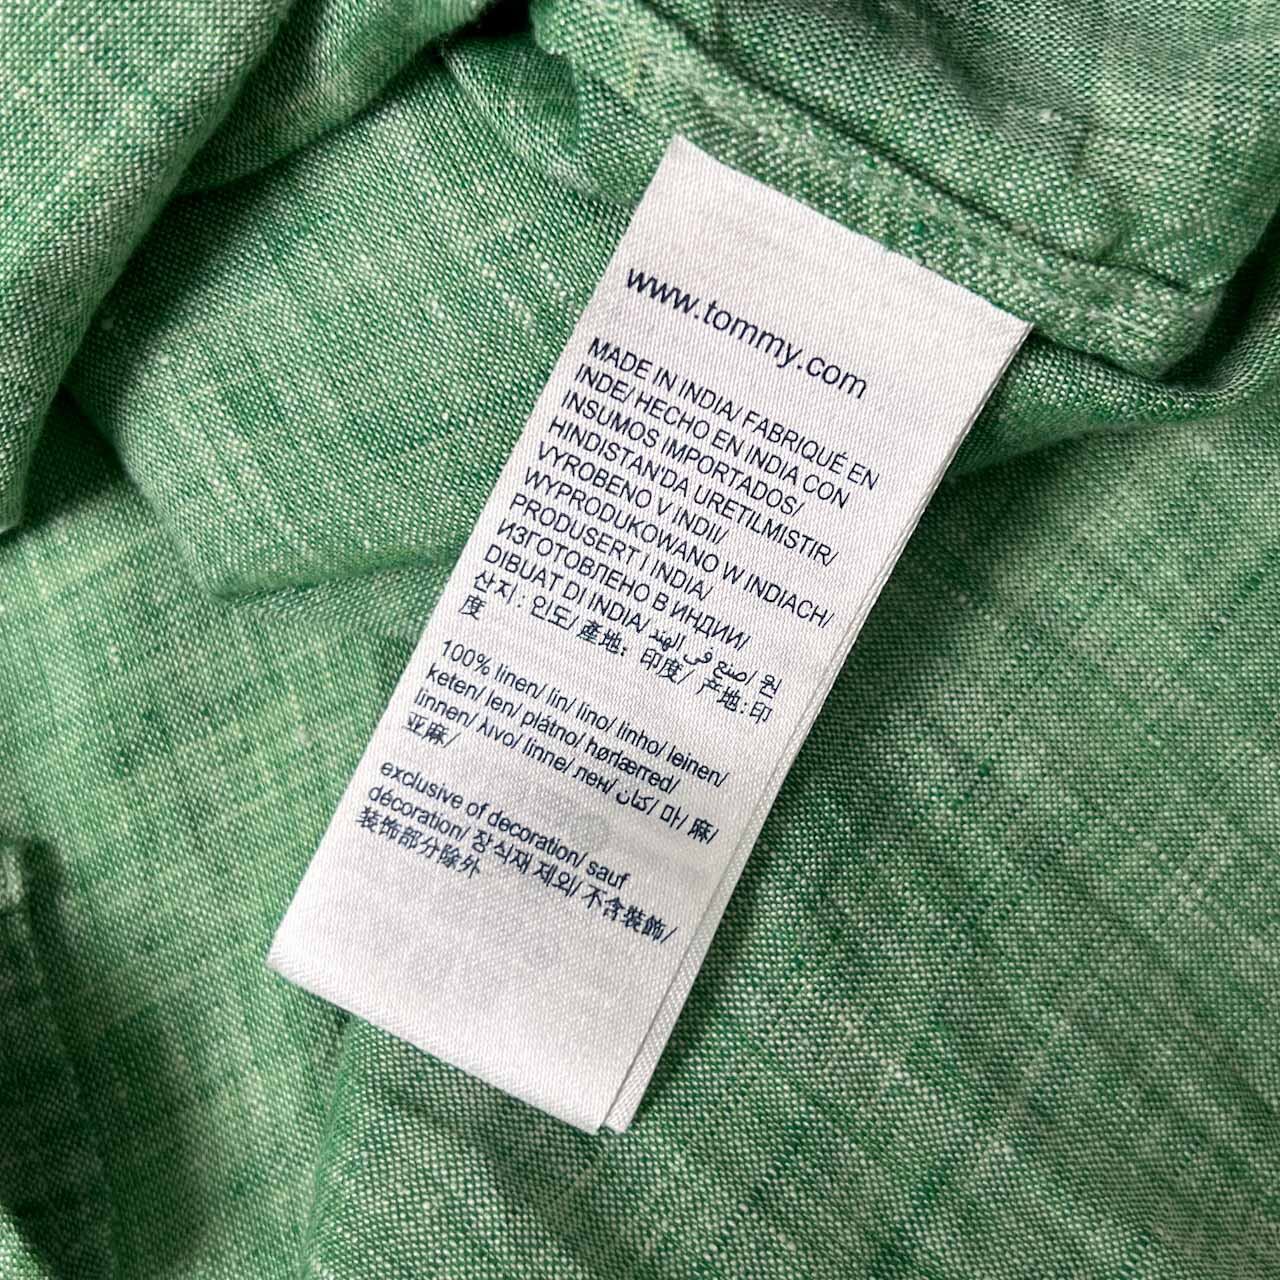 www.tommy.com
MADE IN INDIA/ FABRIQUÉ EN
INDE/ HECHO EN INDIA CON
INSUMOS IMPORTADOS/
HINDISTAN'DA URETILMISTIR/
VYROBENO V INDII/
WYPRODUKOWANO W INDIACH/
PRODUSERT I INDIA/
ИЗГОТОВЛЕНО В ИНДИИ/
DIBUAT DI INDIA/ صنع في الهند/ 원
산지 : 인도/ 產地: 印度/ 产地: 印
度
100% linen/ lin/ lino/ linho/ leinen/
keten/ len/ plátno/ hørlærred/
linnen/ λινο/ linne/ лен/ كتان/ 마/ 麻/
亚麻/
exclusive of decoration/ sauf
décoration/ 장식재 제외/ 不含裝飾/
装饰部分除外